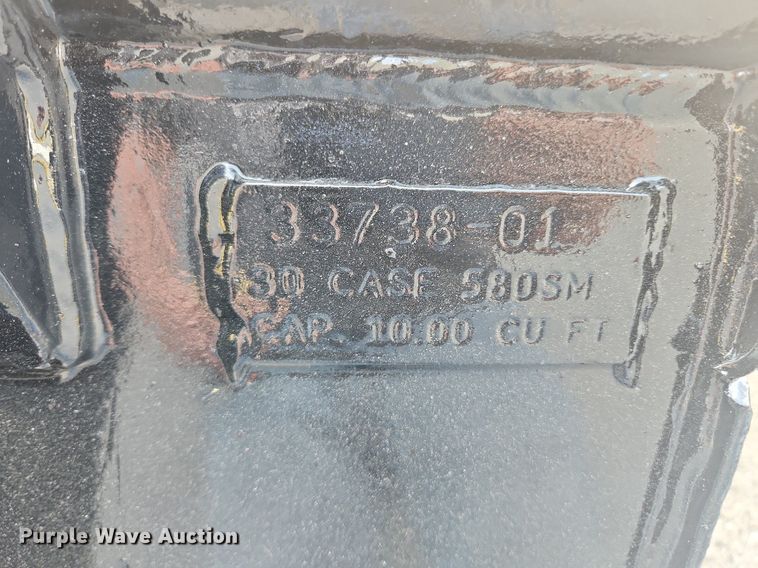 33738-01
30 CASE 580SM
CAP. 10.00 CU FT
Purple Wave Auction